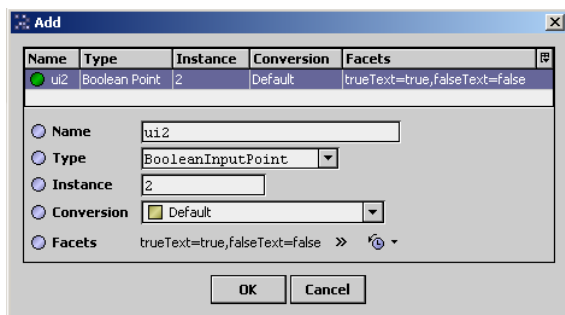 Add
Name Type Instance Conversion Facets
ui2 Boolean Point 2 Default trueText=true,falseText=false
Name ui2
Type BooleanInputPoint
Instance 2
Conversion Default
Facets trueText=true,falseText=false »
OK Cancel